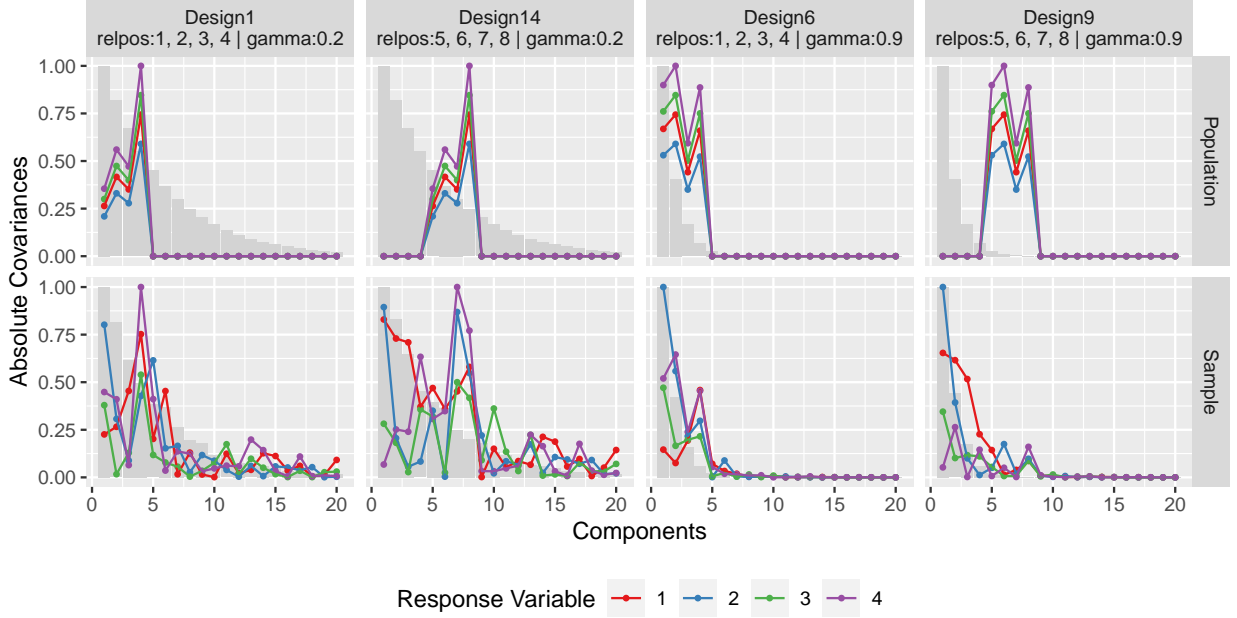 Design1
relpos:1, 2, 3, 4 | gamma:0.2
Design14
relpos:5, 6, 7, 8 | gamma:0.2
Design6
relpos:1, 2, 3, 4 | gamma:0.9
Design9
relpos:5, 6, 7, 8 | gamma:0.9
Absolute Covariances
1.00
0.75
0.50
0.25
0.00
Population
1.00
0.75
0.50
0.25
0.00
Sample
0 5 10 15 20
0 5 10 15 20
0 5 10 15 20
0 5 10 15 20
Components
Response Variable 1 2 3 4